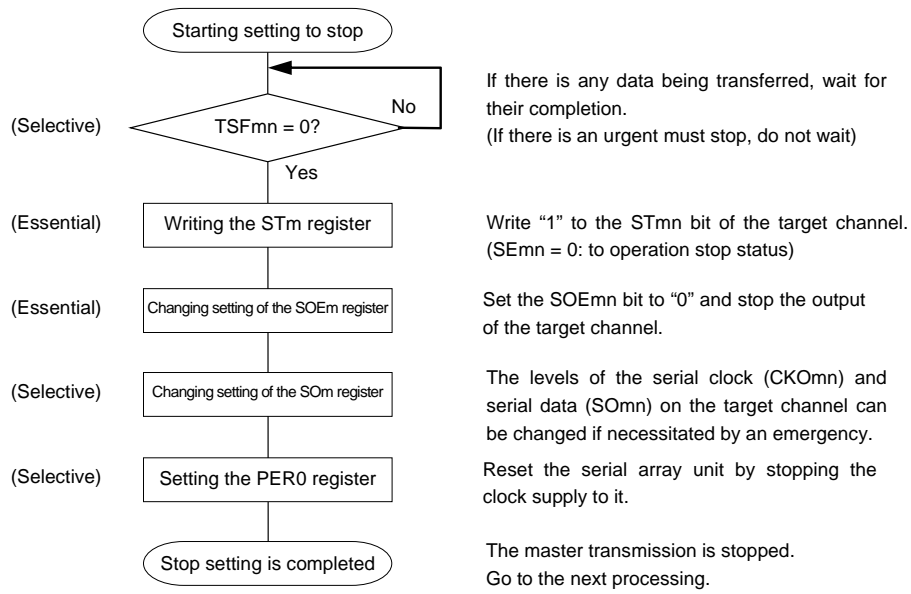 Starting setting to stop
If there is any data being transferred, wait for
their completion.
(If there is an urgent must stop, do not wait)
(Selective)
TSFmn = 0?
No
Yes
(Essential)
Writing the STm register
Write “1” to the STmn bit of the target channel.
(SEmn = 0: to operation stop status)
(Essential)
Changing setting of the SOEm register
Set the SOEmn bit to “0” and stop the output
of the target channel.
(Selective)
Changing setting of the SOm register
The levels of the serial clock (CKOmn) and
serial data (SOmn) on the target channel can
be changed if necessitated by an emergency.
(Selective)
Setting the PER0 register
Reset the serial array unit by stopping the
clock supply to it.
Stop setting is completed
The master transmission is stopped.
Go to the next processing.